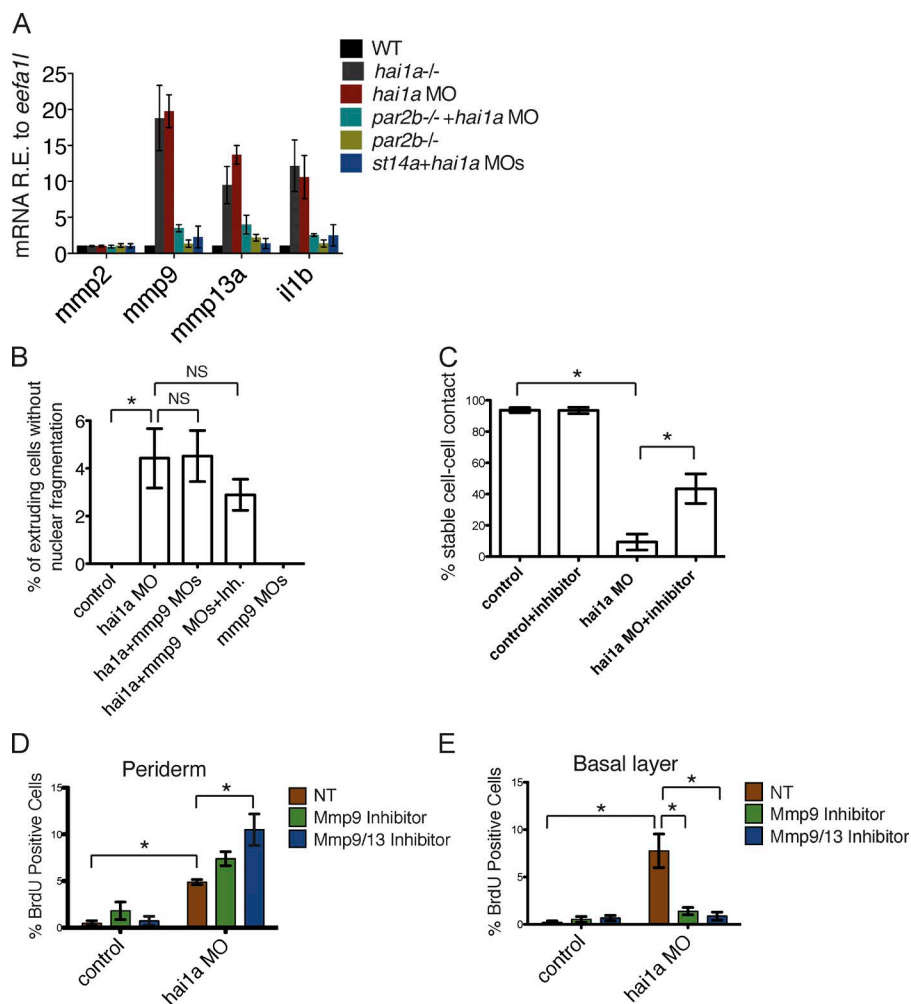 A
WT
hai1a-/-
hai1a MO
par2b-/- +hai1a MO
par2b-/-
st14a+hai1a MOs
mRNA R.E. to eefa1l
25
20
15
10
5
0
mmp2
mmp9
mmp13a
il1b
B
NS
* NS
% of extruding cells without
nuclear fragmentation
6
4
2
0
control
hai1a MO
ha1a+mmp9 MOs
hai1a+mmp9 MOs+Inh.
mmp9 MOs
C
*
*
% stable cell-cell contact
100
80
60
40
20
0
control
control+inhibitor
hai1a MO
hai1a MO+inhibitor
D
Periderm
NT
Mmp9 Inhibitor
Mmp9/13 Inhibitor
% BrdU Positive Cells
15
10
5
0
*
*
control
hai1a MO
E
Basal layer
NT
Mmp9 Inhibitor
Mmp9/13 Inhibitor
% BrdU Positive Cells
15
10
5
0
*
*
*
control
hai1a MO